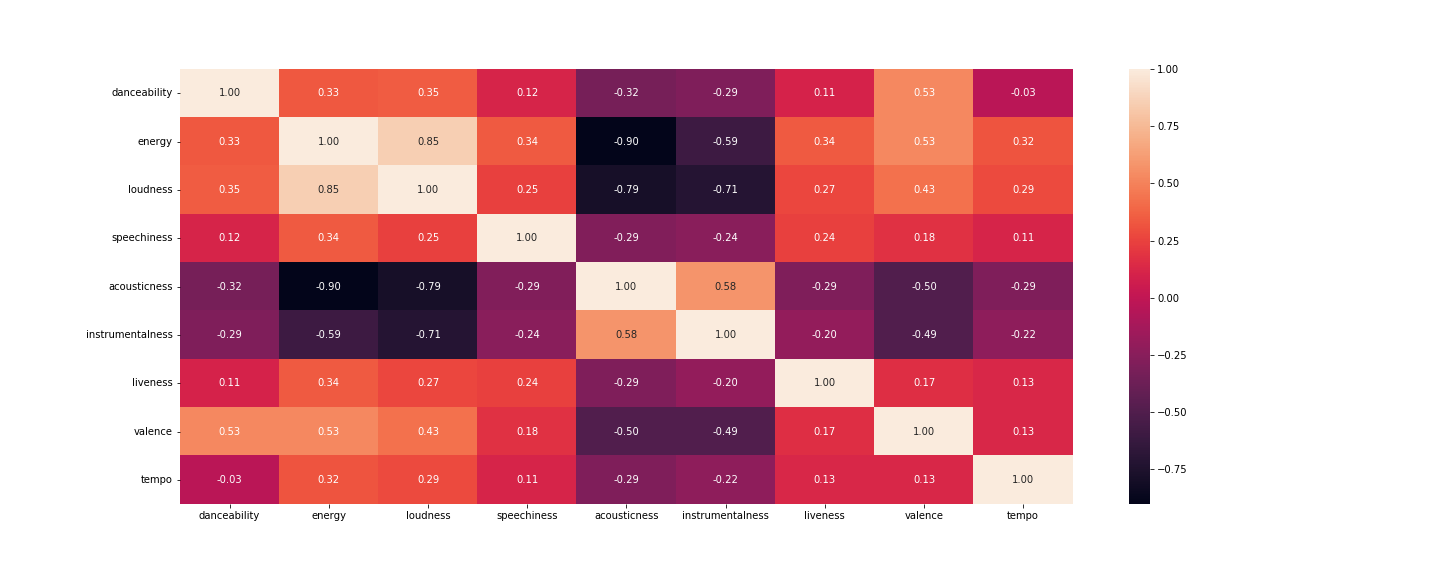 danceability 1.00 0.33 0.35 0.12 -0.32 -0.29 0.11 0.53 -0.03
energy 0.33 1.00 0.85 0.34 -0.90 -0.59 0.34 0.53 0.32
loudness 0.35 0.85 1.00 0.25 -0.79 -0.71 0.27 0.43 0.29
speechiness 0.12 0.34 0.25 1.00 -0.29 -0.24 0.24 0.18 0.11
acousticness -0.32 -0.90 -0.79 -0.29 1.00 0.58 -0.29 -0.50 -0.29
instrumentalness -0.29 -0.59 -0.71 -0.24 0.58 1.00 -0.20 -0.49 -0.22
liveness 0.11 0.34 0.27 0.24 -0.29 -0.20 1.00 0.17 0.13
valence 0.53 0.53 0.43 0.18 -0.50 -0.49 0.17 1.00 0.13
tempo -0.03 0.32 0.29 0.11 -0.29 -0.22 0.13 0.13 1.00
danceability energy loudness speechiness acousticness instrumentalness liveness valence tempo
1.00
0.75
0.50
0.25
0.00
−0.25
−0.50
−0.75